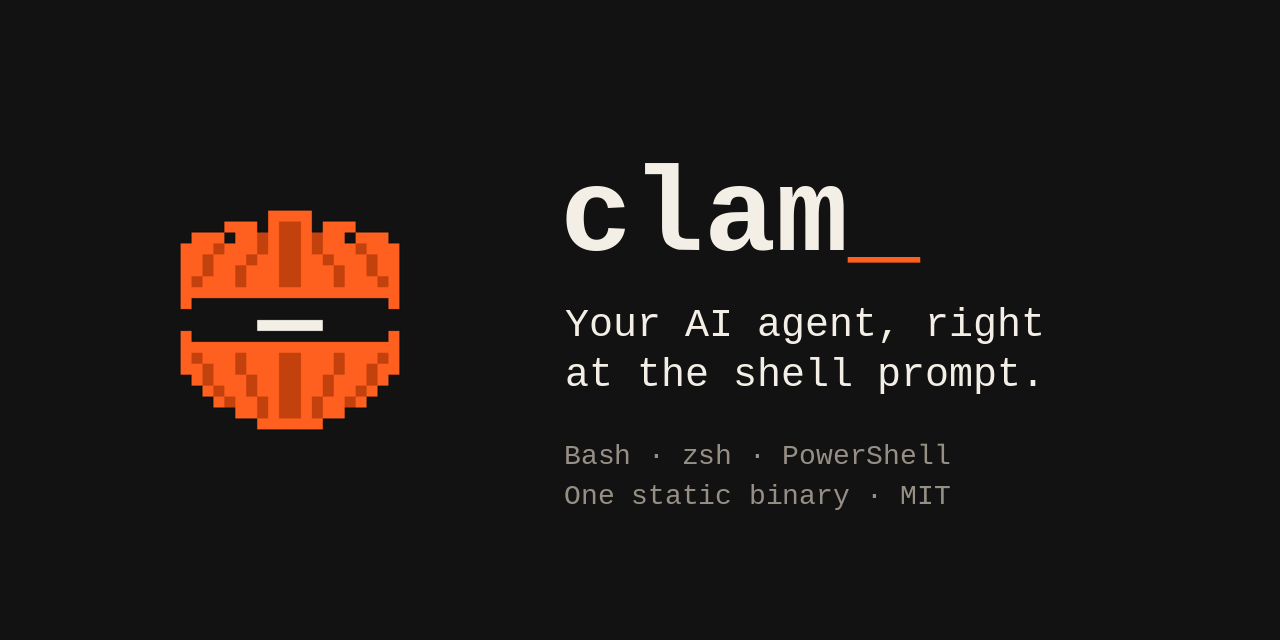 clam_
Your AI agent, right
at the shell prompt.
Bash · zsh · PowerShell
One static binary · MIT